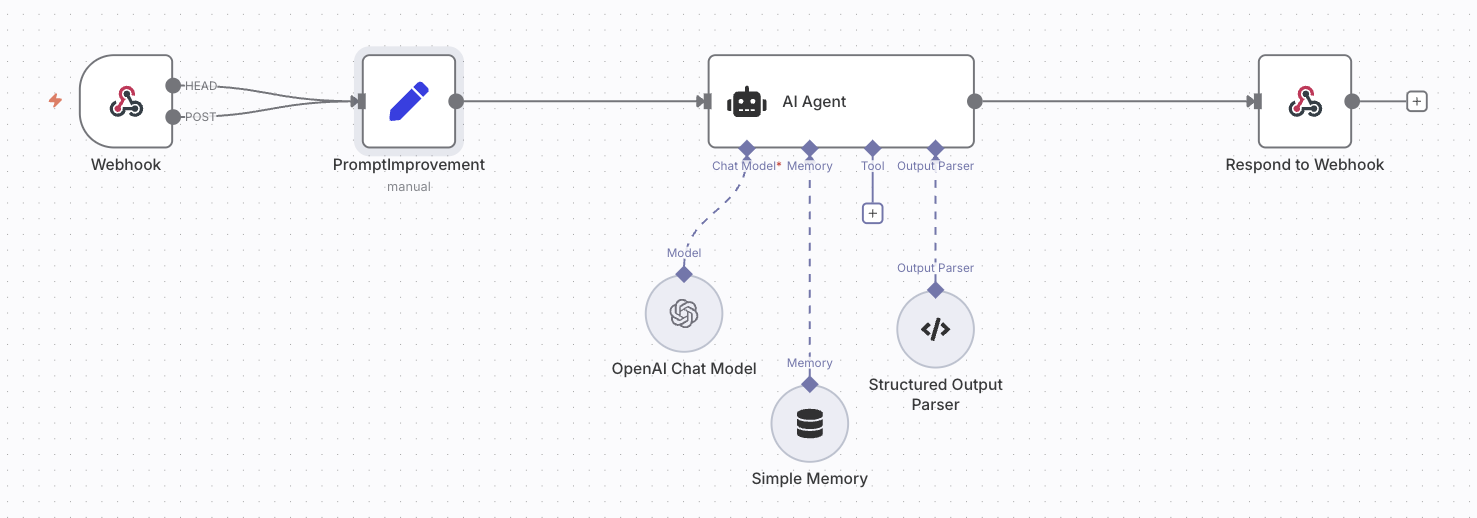 HEAD
POST
Webhook
PromptImprovement
manual
AI Agent
Chat Model*
Memory
Tool
Output Parser
Respond to Webhook
+
+
Model
OpenAI Chat Model
Memory
Simple Memory
Output Parser
Structured Output
Parser